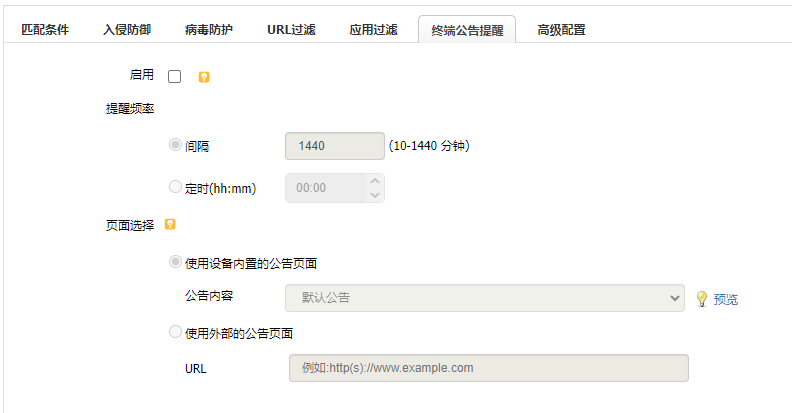 匹配条件 入侵防御 病毒防护 URL过滤 应用过滤 终端公告提醒 高级配置
启用
提醒频率
间隔 1440 (10-1440 分钟)
定时(hh:mm) 00:00
页面选择
使用设备内置的公告页面
公告内容 默认公告 预览
使用外部的公告页面
URL 例如:http(s)://www.example.com